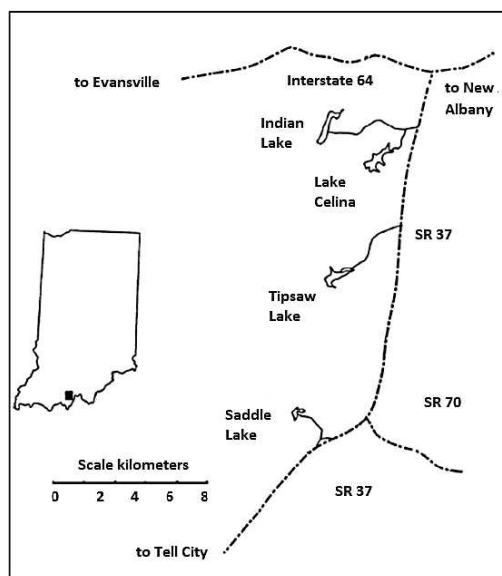 to Evansville
Interstate 64
to New
Albany
Indian
Lake
Lake
Celina
SR 37
Tipsaw
Lake
Saddle
Lake
SR 70
Scale kilometers
0 2 4 6 8
SR 37
to Tell City